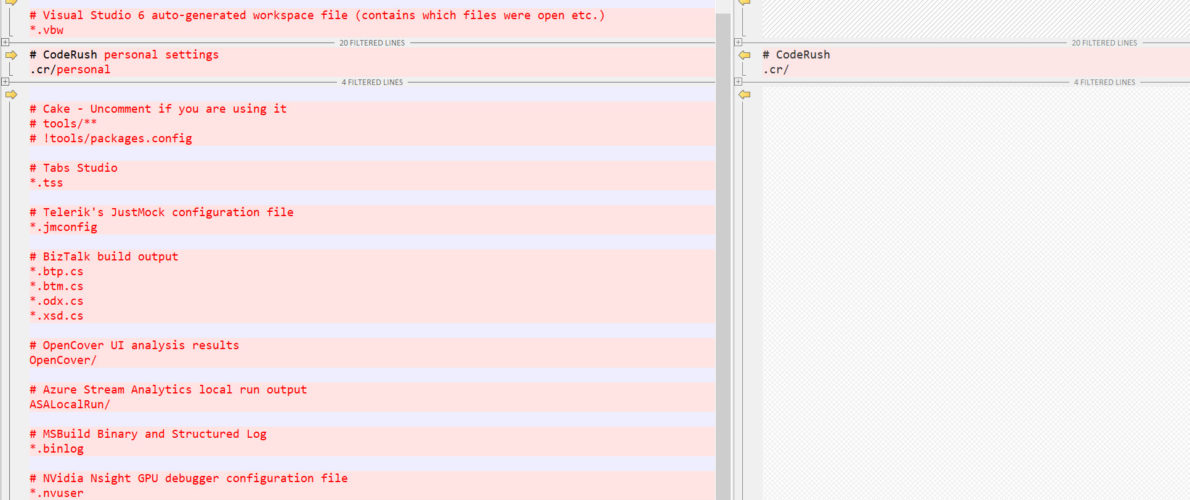 # Visual Studio 6 auto-generated workspace file (contains which files were open etc.)
*.vbw
20 FILTERED LINES
20 FILTERED LINES
# CodeRush personal settings
.cr/personal
# CodeRush
.cr/
4 FILTERED LINES
4 FILTERED LINES
# Cake - Uncomment if you are using it
# tools/**
# !tools/packages.config
# Tabs Studio
*.tss
# Telerik's JustMock configuration file
*.jmconfig
# BizTalk build output
*.btp.cs
*.btm.cs
*.odx.cs
*.xsd.cs
# OpenCover UI analysis results
OpenCover/
# Azure Stream Analytics local run output
ASALocalRun/
# MSBuild Binary and Structured Log
*.binlog
# NVidia Nsight GPU debugger configuration file
*.nvuser